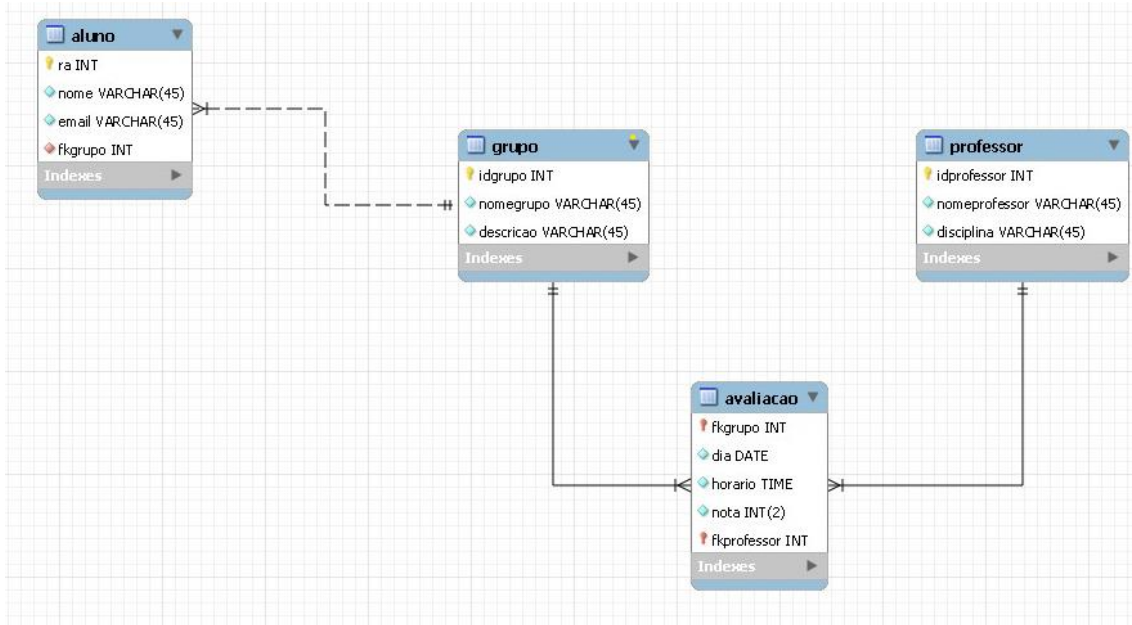 aluno
ra INT
nome VARCHAR(45)
email VARCHAR(45)
fkgrupo INT
Indexes
grupo
idgrupo INT
nomegrupo VARCHAR(45)
descricao VARCHAR(45)
Indexes
professor
idprofessor INT
nomeprofessor VARCHAR(45)
disciplina VARCHAR(45)
Indexes
avaliacao
fkgrupo INT
dia DATE
horario TIME
nota INT(2)
fkprofessor INT
Indexes